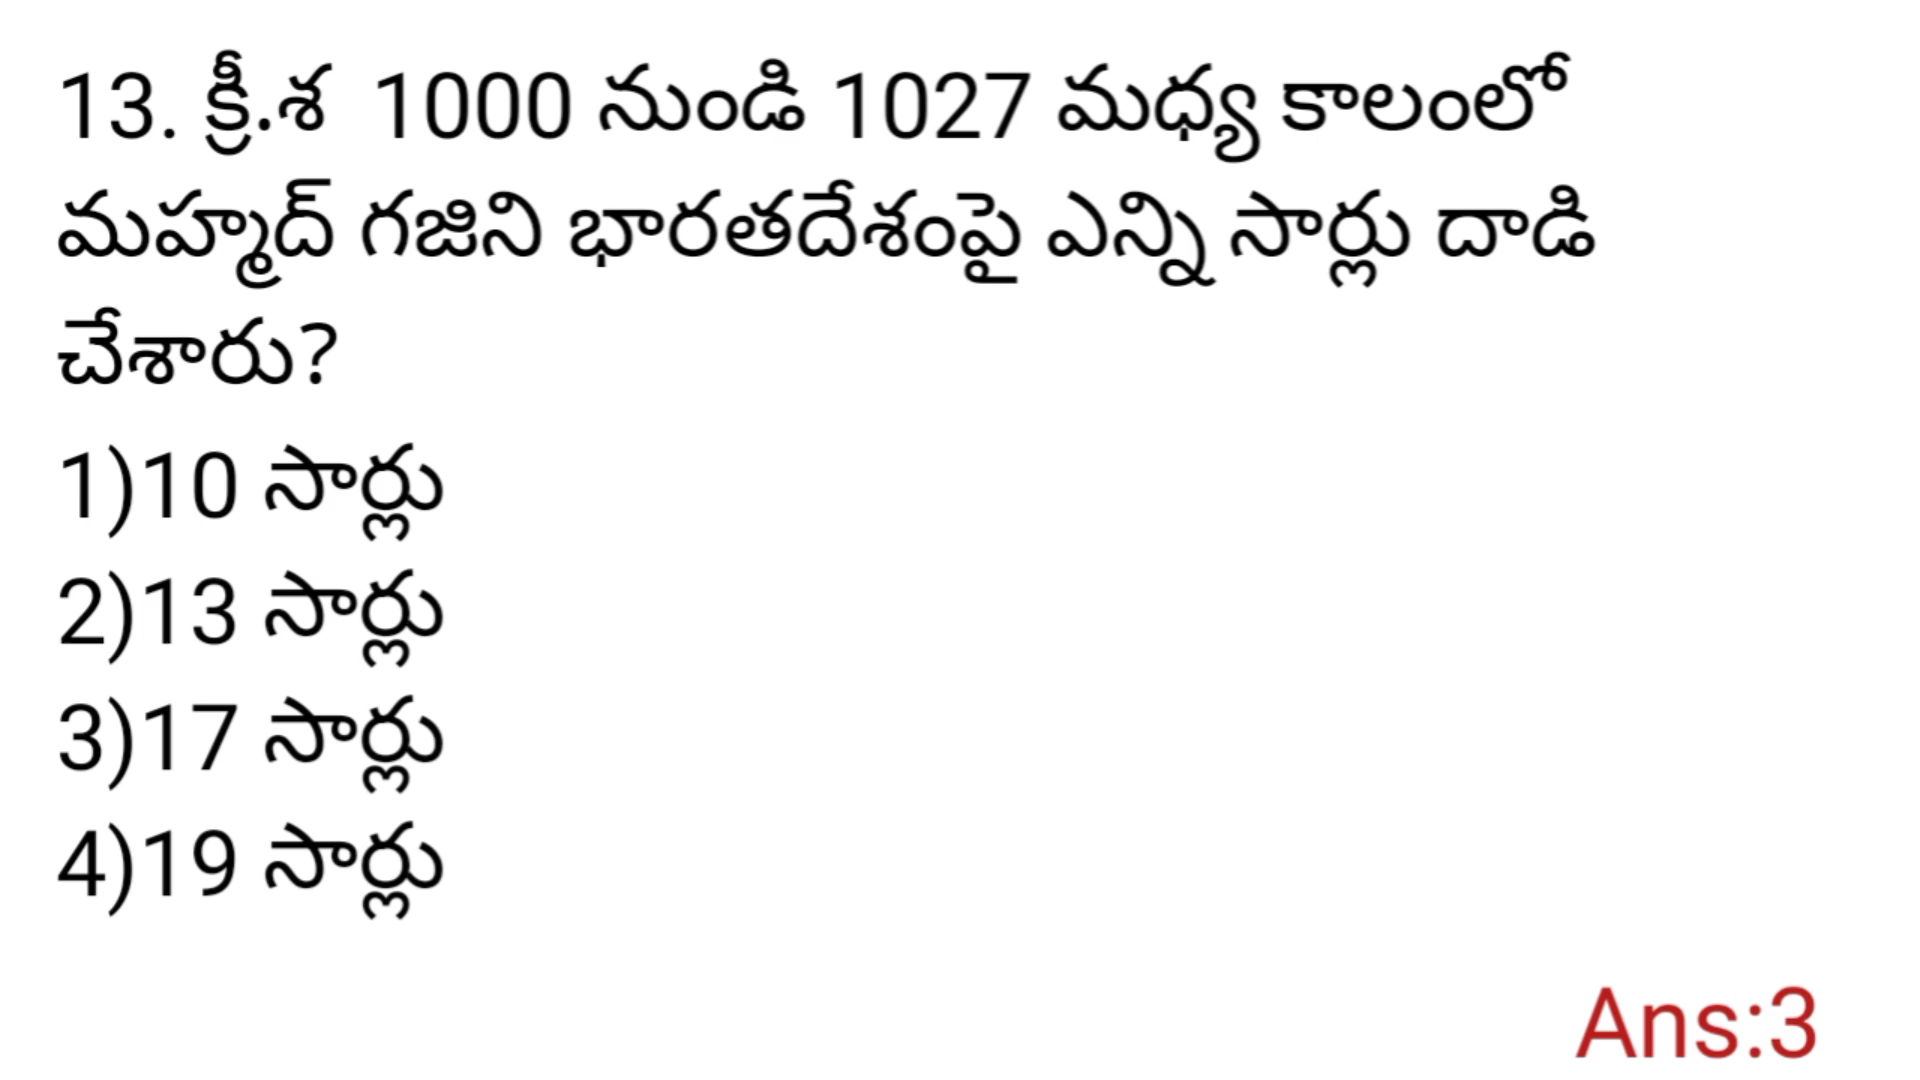 13. క్రీ.శ  1000 నుండి 1027 మధ్య కాలంలో
మహ్మద్ గజిని భారతదేశంపై ఎన్ని సార్లు దాడి
చేశారు?
1)10 సార్లు
2)13 సార్లు
3)17 సార్లు
4)19 సార్లు
Ans:3